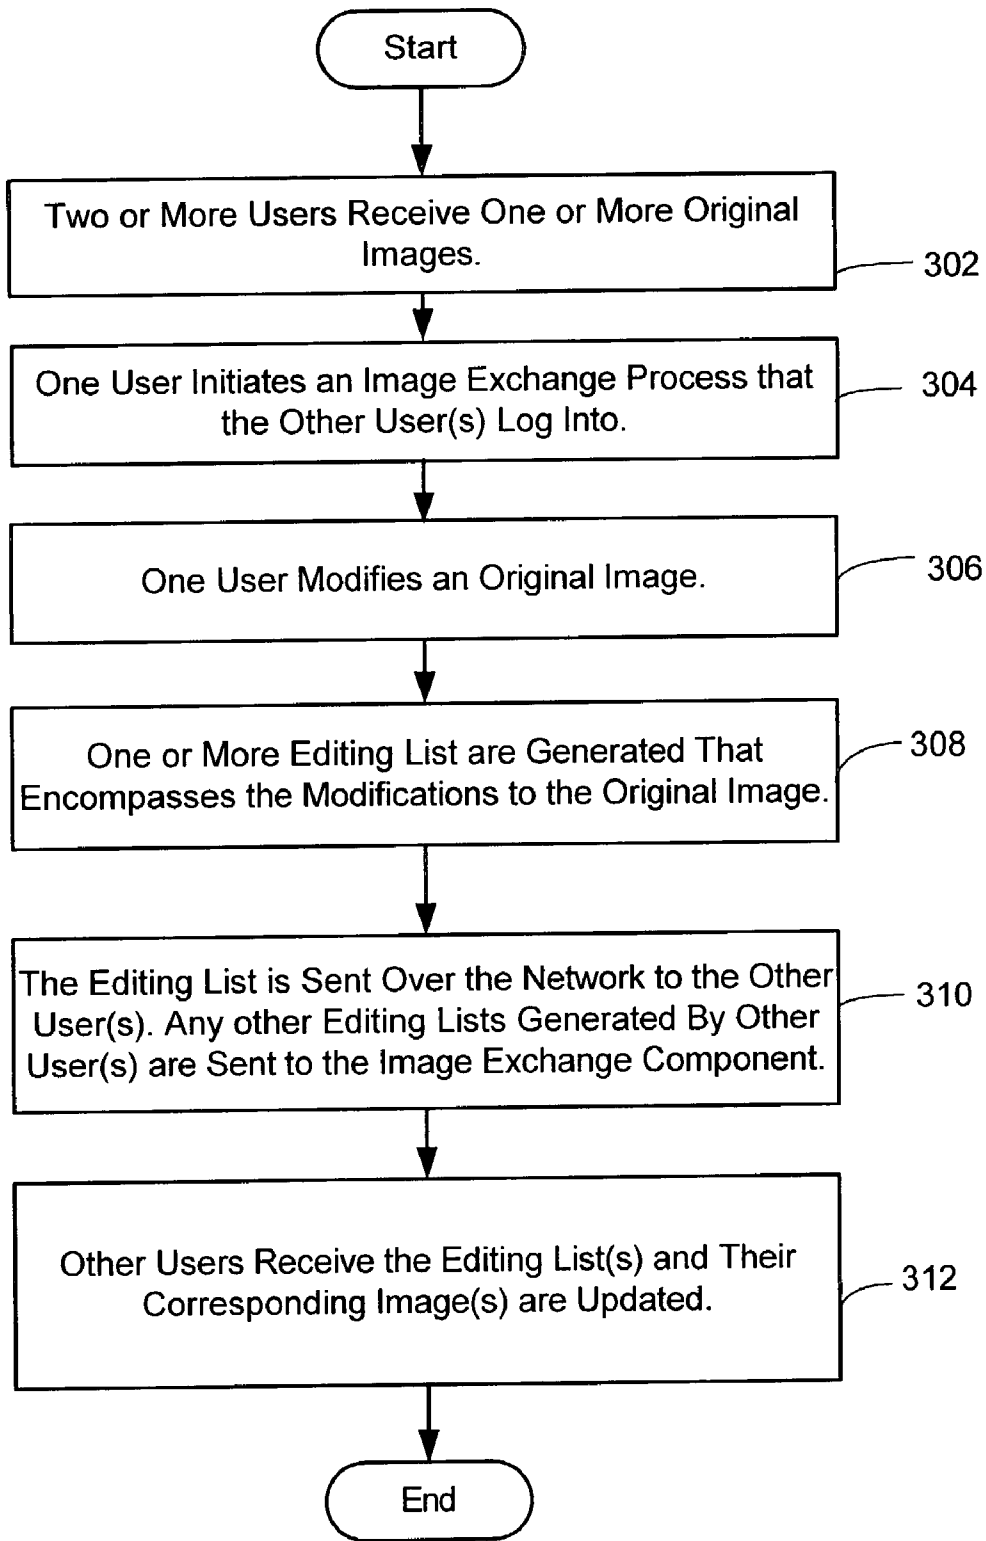 Start
Two or More Users Receive One or More Original
Images.
302
One User Initiates an Image Exchange Process that
the Other User(s) Log Into.
304
One User Modifies an Original Image.
306
One or More Editing List are Generated That
Encompasses the Modifications to the Original Image.
308
The Editing List is Sent Over the Network to the Other
User(s). Any other Editing Lists Generated By Other
User(s) are Sent to the Image Exchange Component.
310
Other Users Receive the Editing List(s) and Their
Corresponding Image(s) are Updated.
312
End